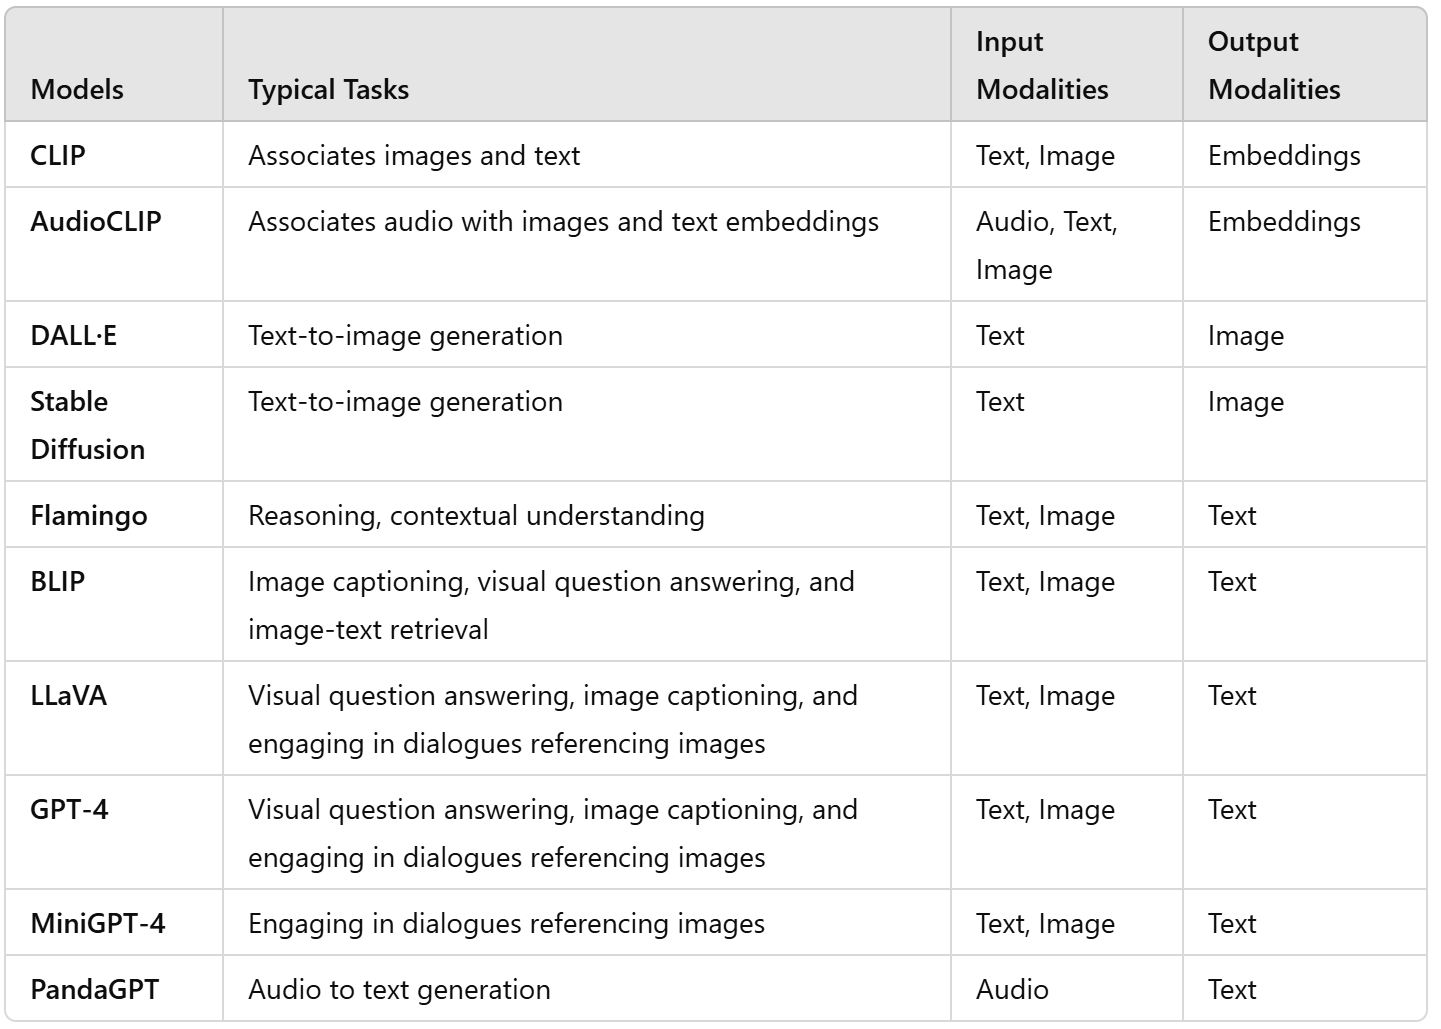 Models Typical Tasks Input Modalities Output Modalities
CLIP Associates images and text Text, Image Embeddings
AudioCLIP Associates audio with images and text embeddings Audio, Text, Image Embeddings
DALL·E Text-to-image generation Text Image
Stable Diffusion Text-to-image generation Text Image
Flamingo Reasoning, contextual understanding Text, Image Text
BLIP Image captioning, visual question answering, and image-text retrieval Text, Image Text
LLaVA Visual question answering, image captioning, and engaging in dialogues referencing images Text, Image Text
GPT-4 Visual question answering, image captioning, and engaging in dialogues referencing images Text, Image Text
MiniGPT-4 Engaging in dialogues referencing images Text, Image Text
PandaGPT Audio to text generation Audio Text